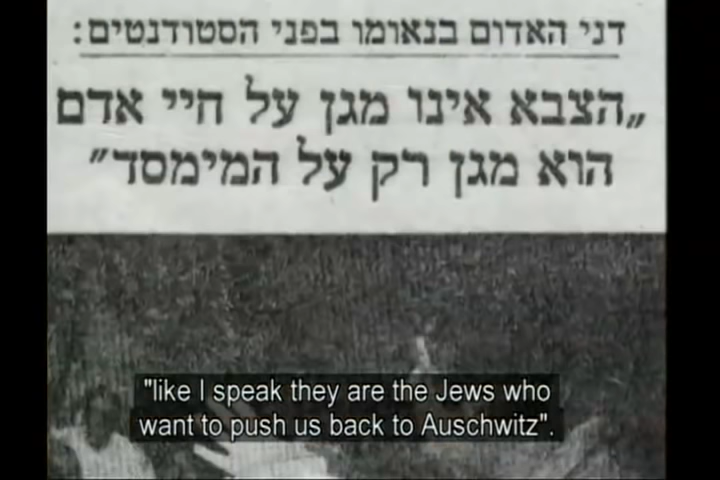 דני האדום בנאומו בפני הסטודנטים:
„הצבא אינו מגן על חיי אדם
הוא מגן רק על המימסד"
"like I speak they are the Jews who
want to push us back to Auschwitz".